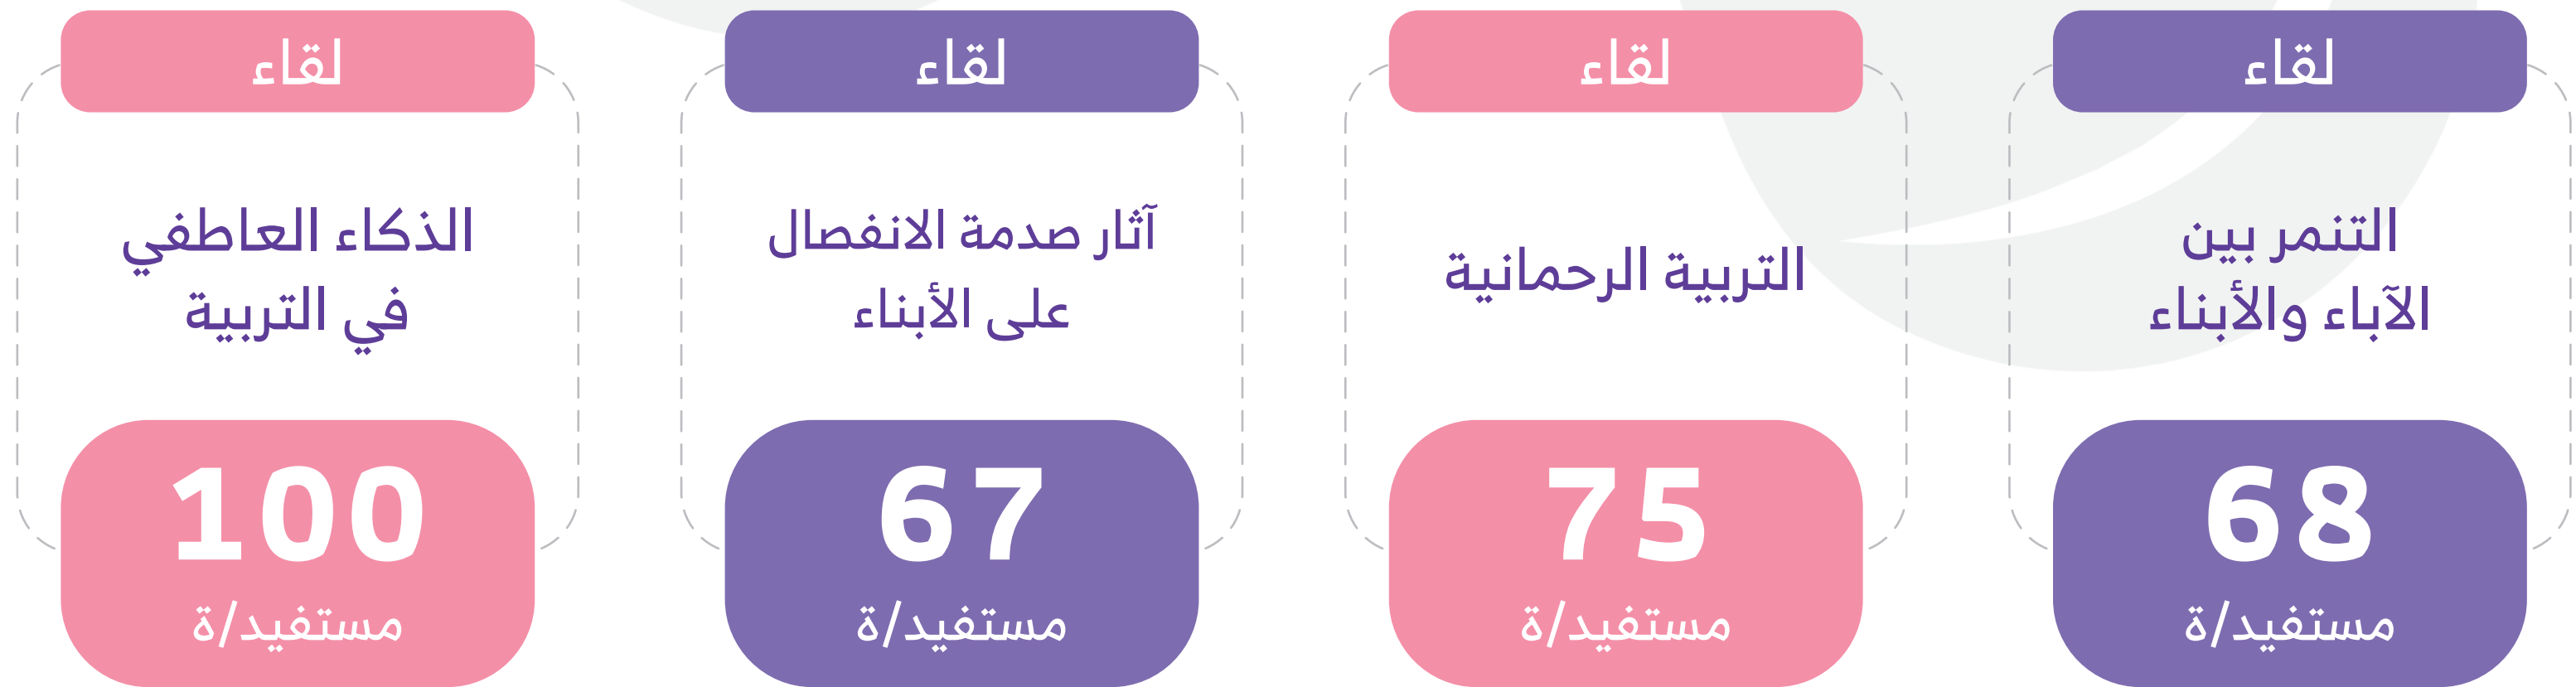 لقاء
التنمر بين
الآباء والأبناء
68
مستفيد/ة
لقاء
التربية الرحمانية
75
مستفيد/ة
لقاء
آثار صدمة الانفصال
على الأبناء
67
مستفيد/ة
لقاء
الذكاء العاطفي
في التربية
100
مستفيد/ة